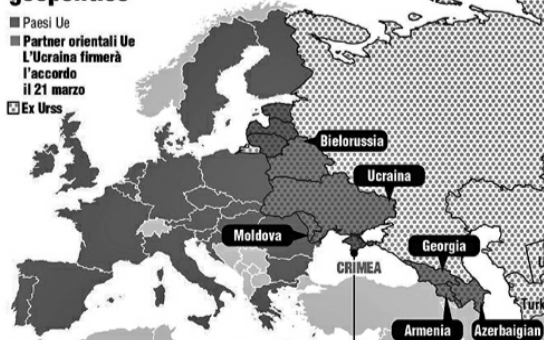 geopolitico
Paesi Ue
Partner orientali Ue
L'Ucraina firmerà
l'accordo
il 21 marzo
Ex Urss
Bielorussia
Ucraina
Moldova
Georgia
CRIMEA
Armenia
Azerbaigian